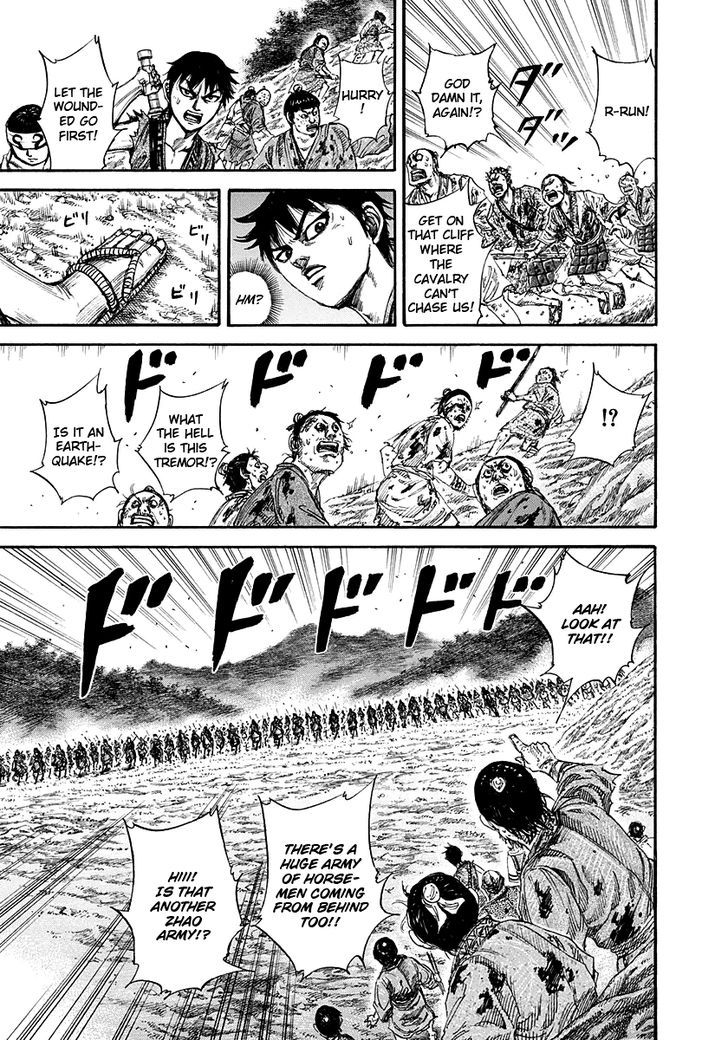 R-RUN!
GOD
DAMN IT,
AGAIN!?
ダ
ダ
GET ON
THAT CLIFF
WHERE
THE
CAVALRY
CAN'T
CHASE US!
HURRY
!
LET THE
WOUND-
ED GO
FIRST!
HM?
ビリ
ビリ
!?
ド
ド
ド
ド
WHAT
THE HELL
IS THIS
TREMOR!?
IS IT AN
EARTH-
QUAKE!?
AAH!
LOOK AT
THAT!!
ド
ド
ド
ド
ド
THERE'S A
HUGE ARMY
OF HORSE-
MEN COMING
FROM BEHIND
TOO!!
HIII!
IS THAT
ANOTHER
ZHAO
ARMY!?